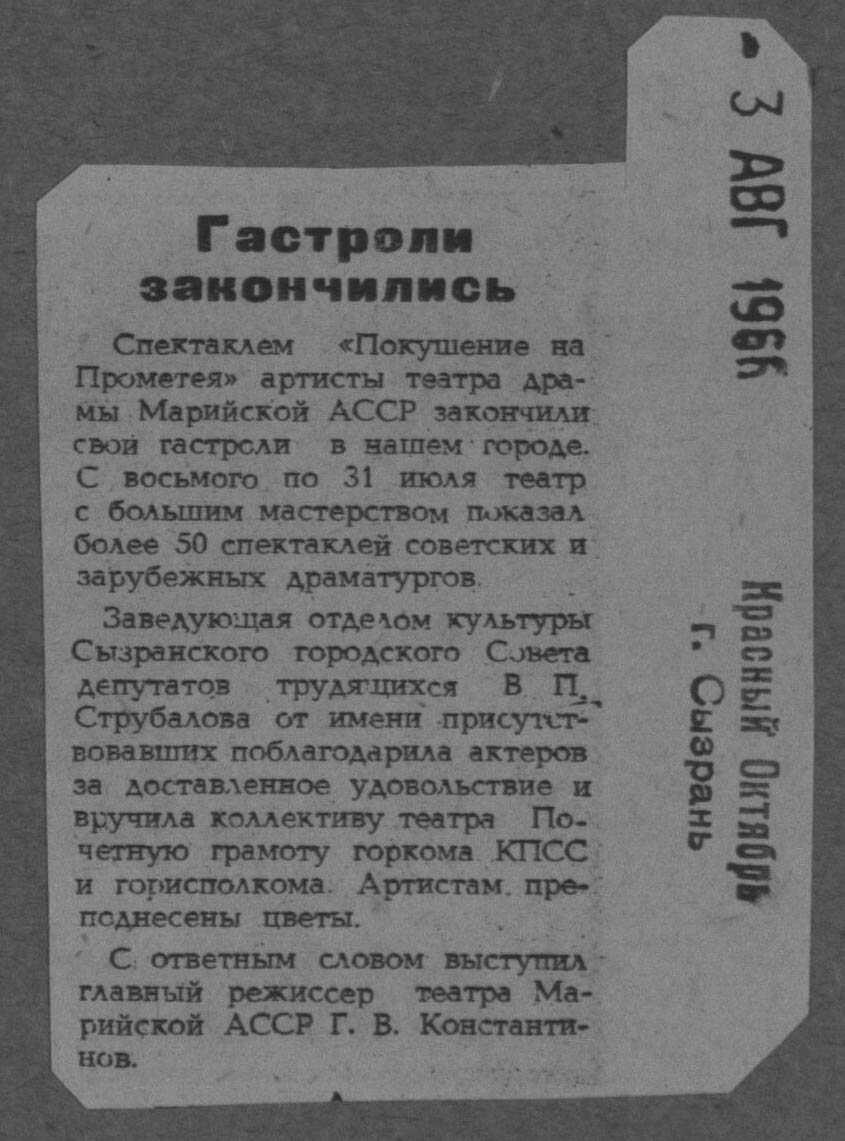 Гастроли
закончились
Спектаклем «Покушение на
Прометея» артисты театра дра-
мы Марийской АССР закончили
свои гастроли в нашем городе.
С восьмого по 31 июля театр
с большим мастерством показал
более 50 спектаклей советских и
зарубежных драматургов.
Заведующая отделом культуры
Сызранского городского Совета
депутатов трудящихся В. П.
Струбалова от имени присутст-
вовавших поблагодарила актеров
за доставленное удовольствие и
вручила коллективу театра По-
четную грамоту горкома КПСС
и горисполкома. Артистам пре-
поднесены цветы.
С ответным словом выступил
главный режиссер театра Ма-
рийской АССР Г. В. Константи-
нов.
- 3 АВГ 1966
Красный Октябрь
г. Сызрань